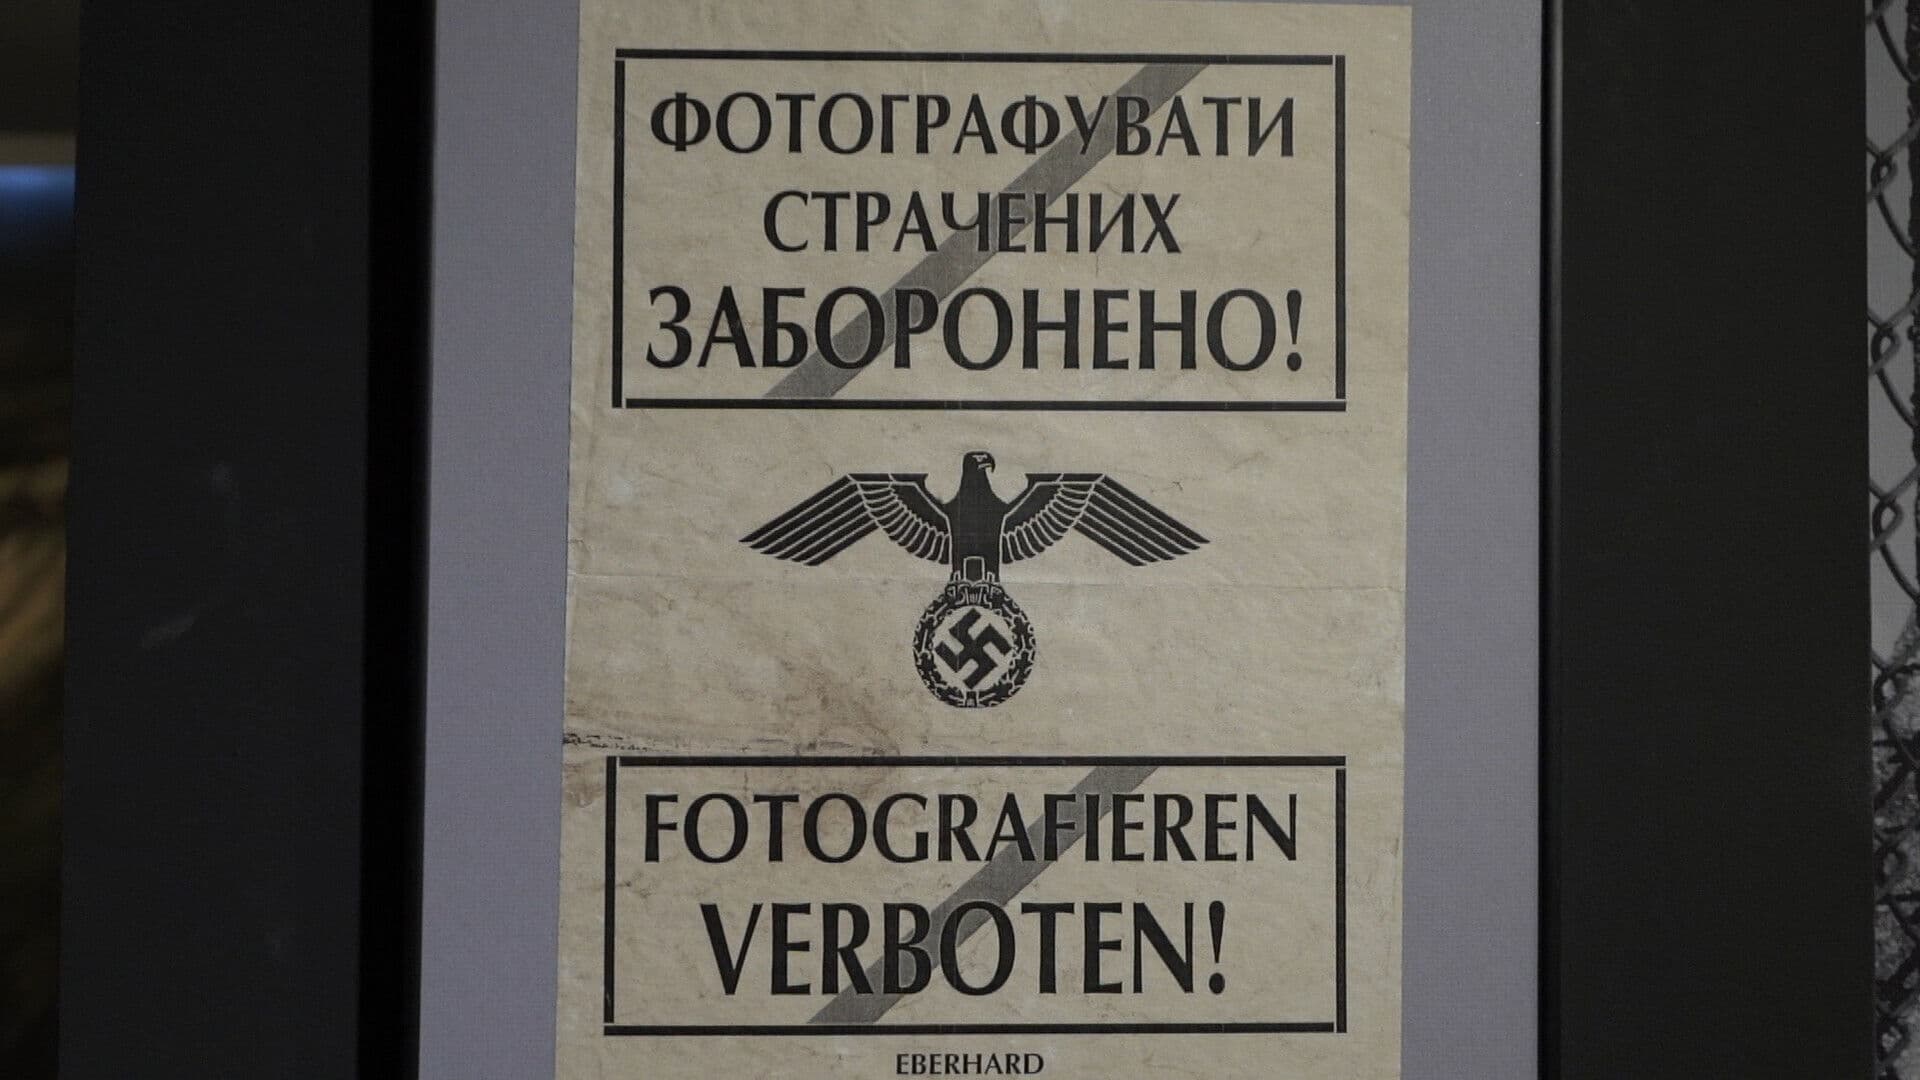 ФОТОГРАФУВАТИ
СТРАЧЕНИХ
ЗАБОРОНЕНО!
FOTOGRAFIEREN
VERBOTEN!
EBERHARD